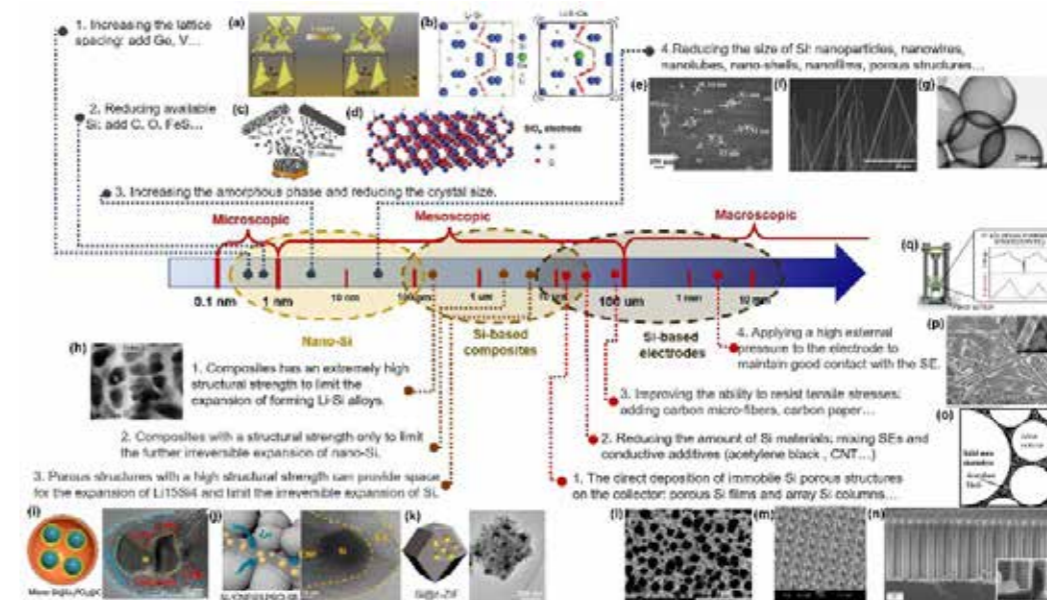 1. Increasing the lattice
spacing: add Ge, V...
(a)
(b)
2. Reducing available
Si: add C, O, FeS...
(c)
(d)
SiOx electrode
3. Increasing the amorphous phase and reducing the crystal size.
4.Reducing the size of Si: nanoparticles, nanowires,
nanotubes, nano-shells, nanofilms, porous structures...
(e)
(f)
(g)
Microscopic
Mesoscopic
Macroscopic
0.1 nm
1 nm
10 nm
100 nm
1 um
10 um
100 um
1 mm
10 mm
Nano-Si
Si-based
composites
Si-based
electrodes
(q)
(h)
1. Composites has an extremely high
structural strength to limit the
expansion of forming Li-Si alloys.
2. Composites with a structural strength only to limit
the further irreversible expansion of nano-Si.
3. Porous structures with a high structural strength can provide space
for the expansion of Li15Si4 and limit the irreversible expansion of Si.
4. Applying a high external
pressure to the electrode to
maintain good contact with the SE.
(p)
3. Improving the ability to resist tensile stresses:
adding carbon micro-fibers, carbon paper...
(o)
2. Reducing the amount of Si materials: mixing SEs and
conductive additives (acetylene black , CNT...)
1. The direct deposition of immobile Si porous structures
on the collector: porous Si films and array Si columns...
(i)
(j)
(k)
(l)
(m)
(n)
Si